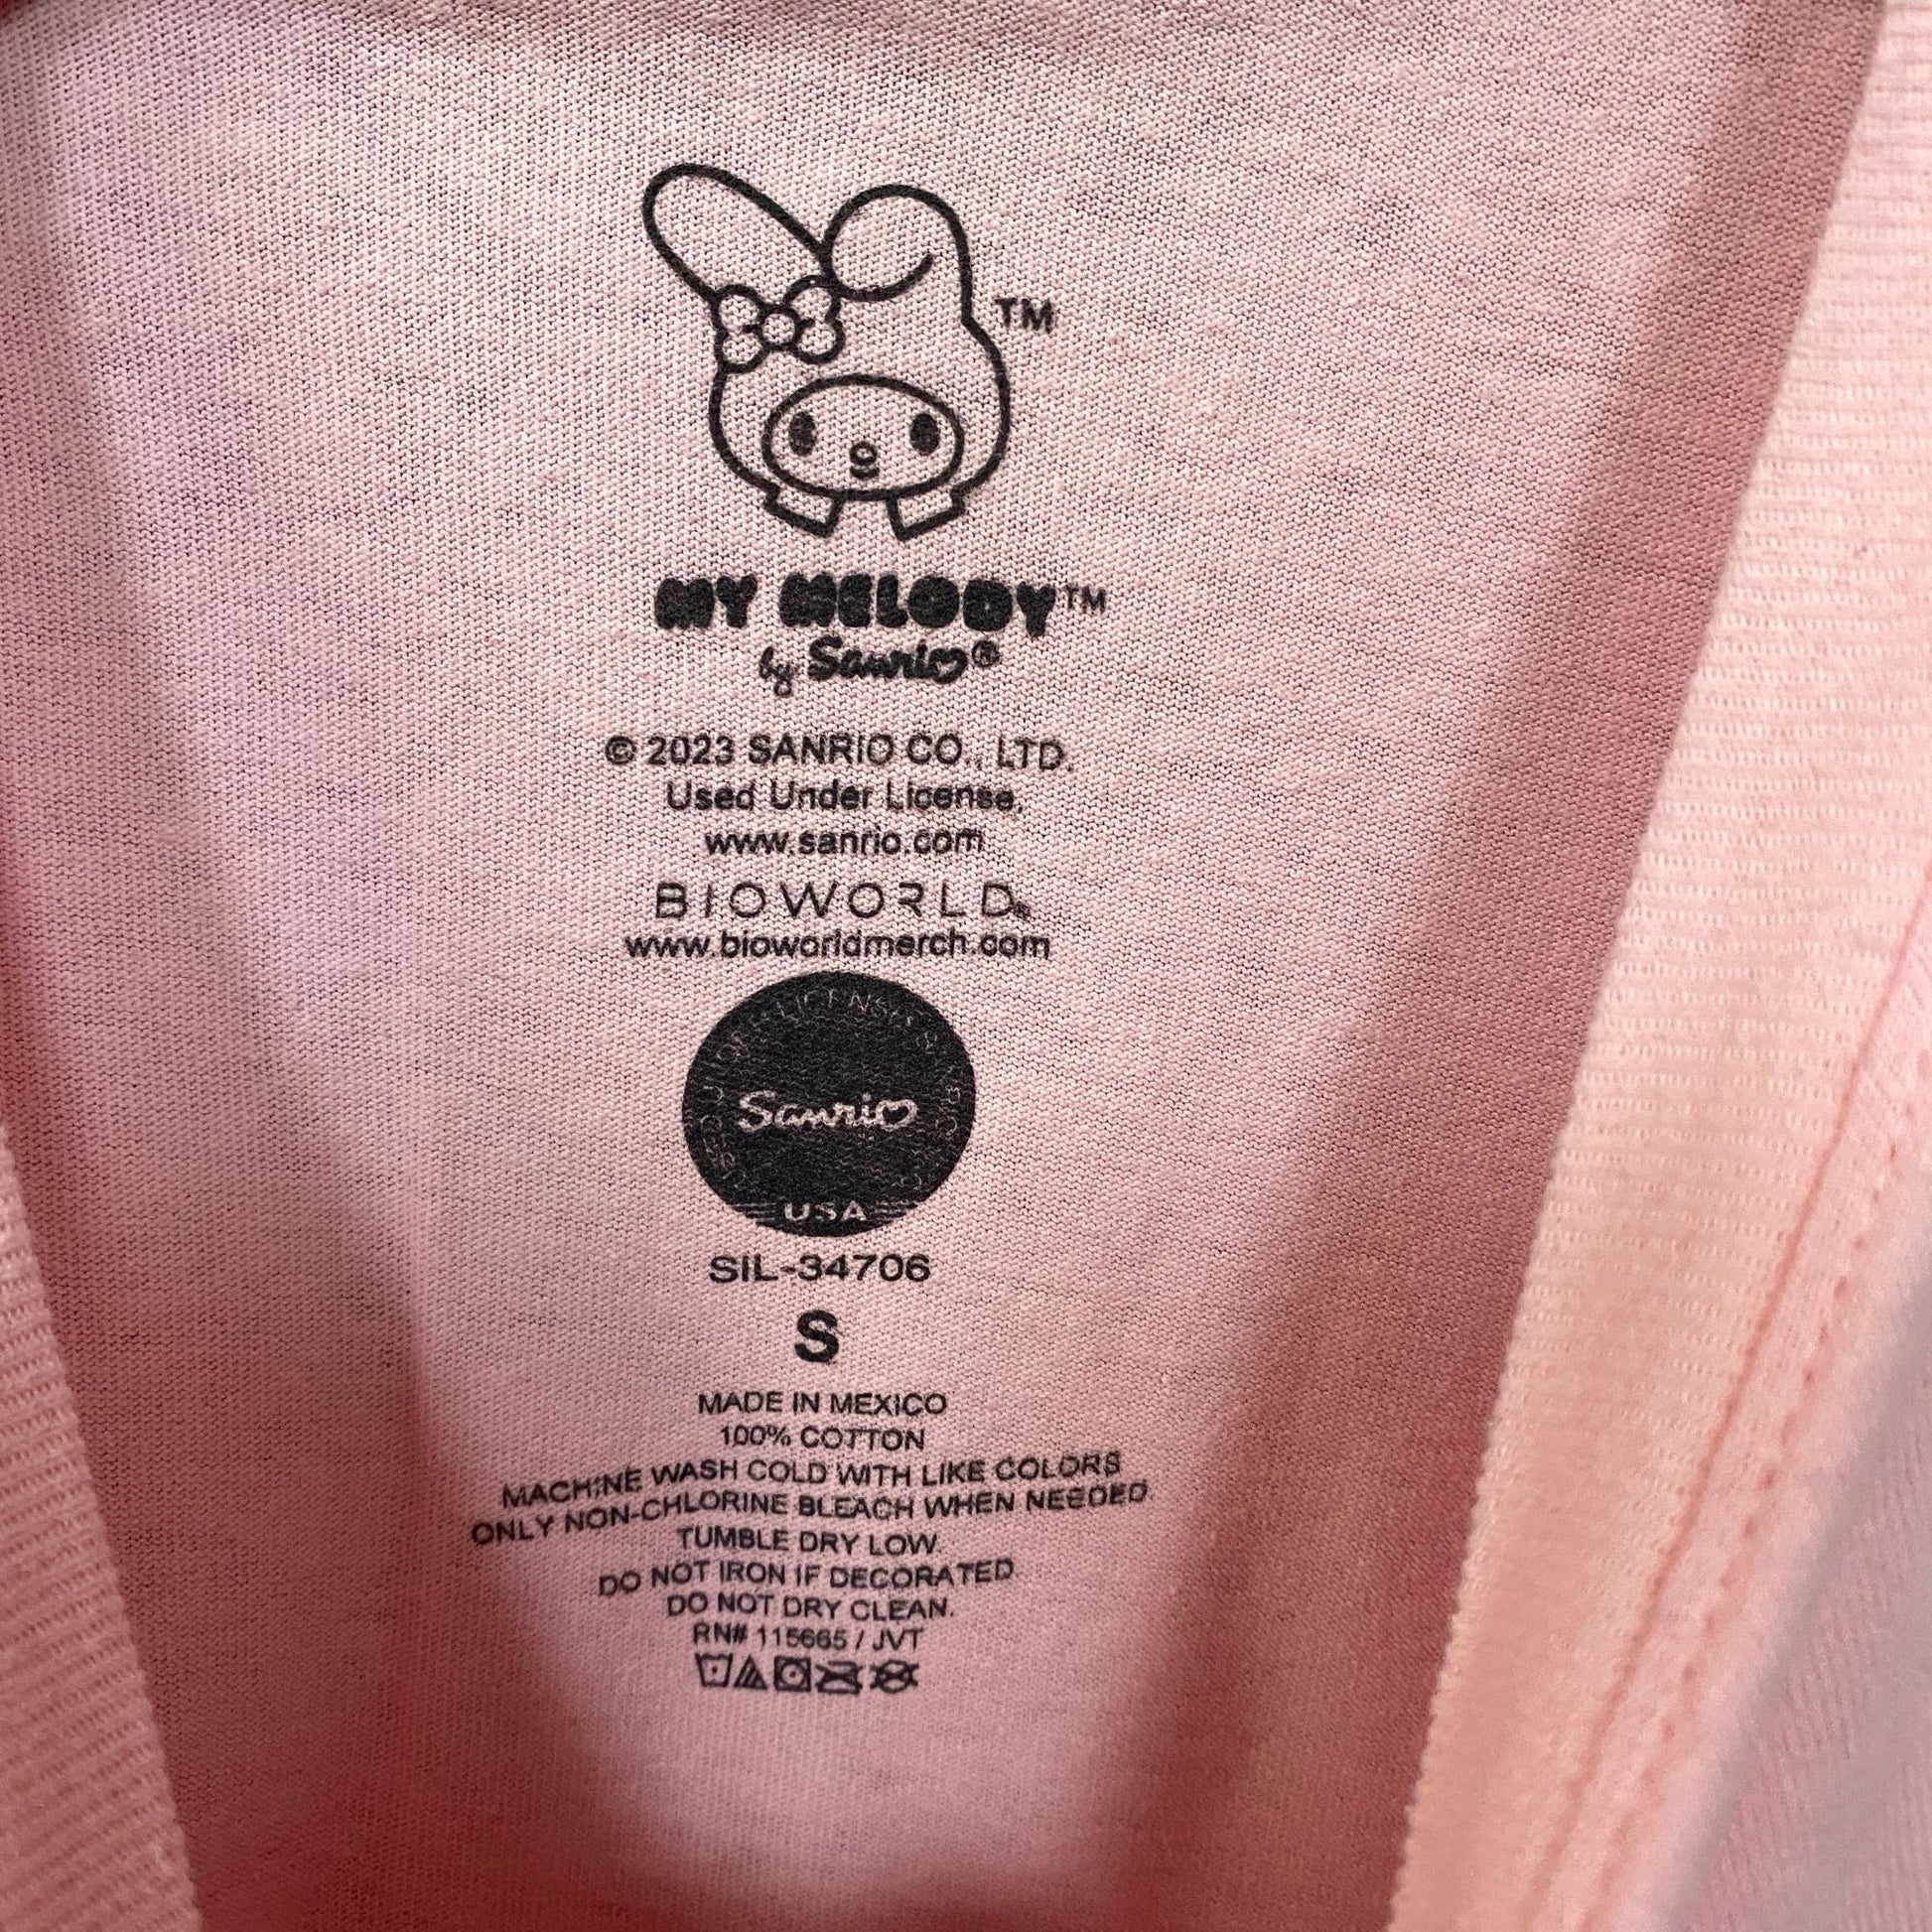 TM
MY MELODY™
by Sanrio®
© 2023 SANRIO CO., LTD.
Used Under License.
www.sanrio.com
BIOWORLD®
www.bioworldmerch.com
Sanrio
USA
SIL-34706
S
MADE IN MEXICO
100% COTTON
MACHINE WASH COLD WITH LIKE COLORS
ONLY NON-CHLORINE BLEACH WHEN NEEDED.
TUMBLE DRY LOW.
DO NOT IRON IF DECORATED
DO NOT DRY CLEAN.
RN# 115665 / JVT